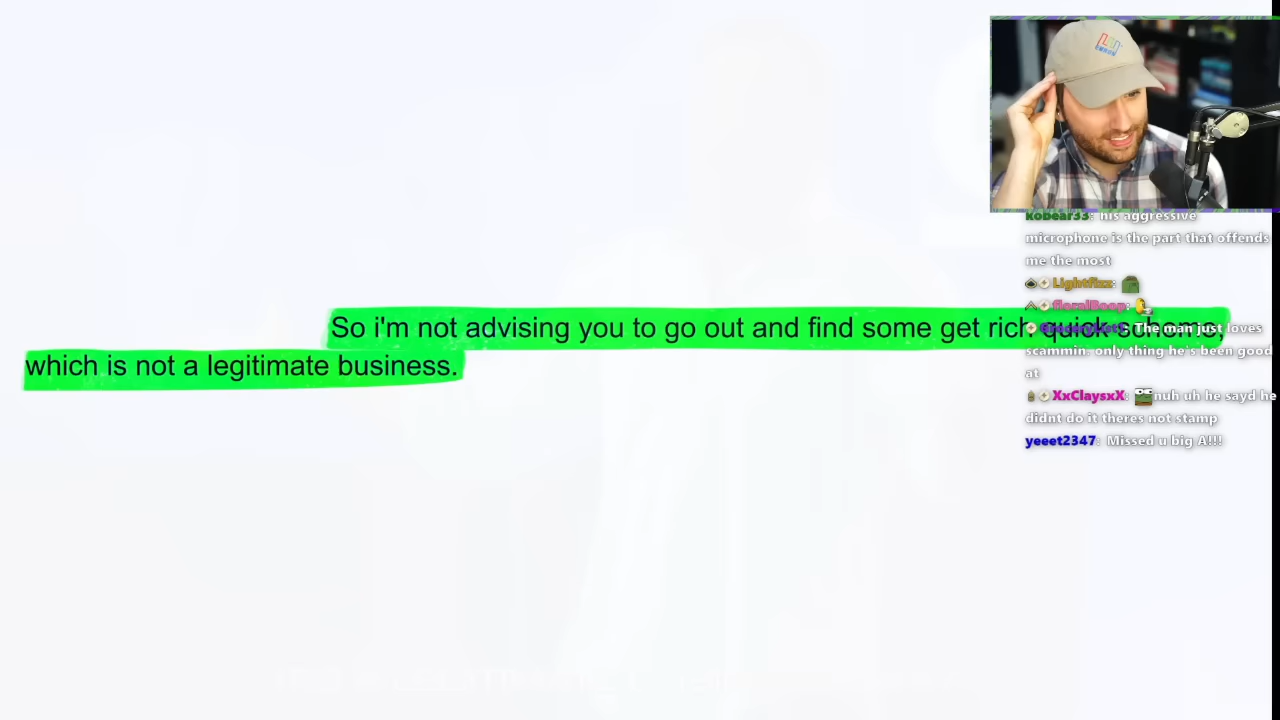 So i'm not advising you to go out and find some get rich quick scheme,
which is not a legitimate business.
kobear33: his aggressive
microphone is the part that offends
me the most
Lightfizz:
floralBoop:
GroceryList9: The man just loves
scammin. only thing he's been good
at
XxClaysxX: nuh uh he sayd he
didnt do it theres not stamp
yeeet2347: Missed u big A!!!